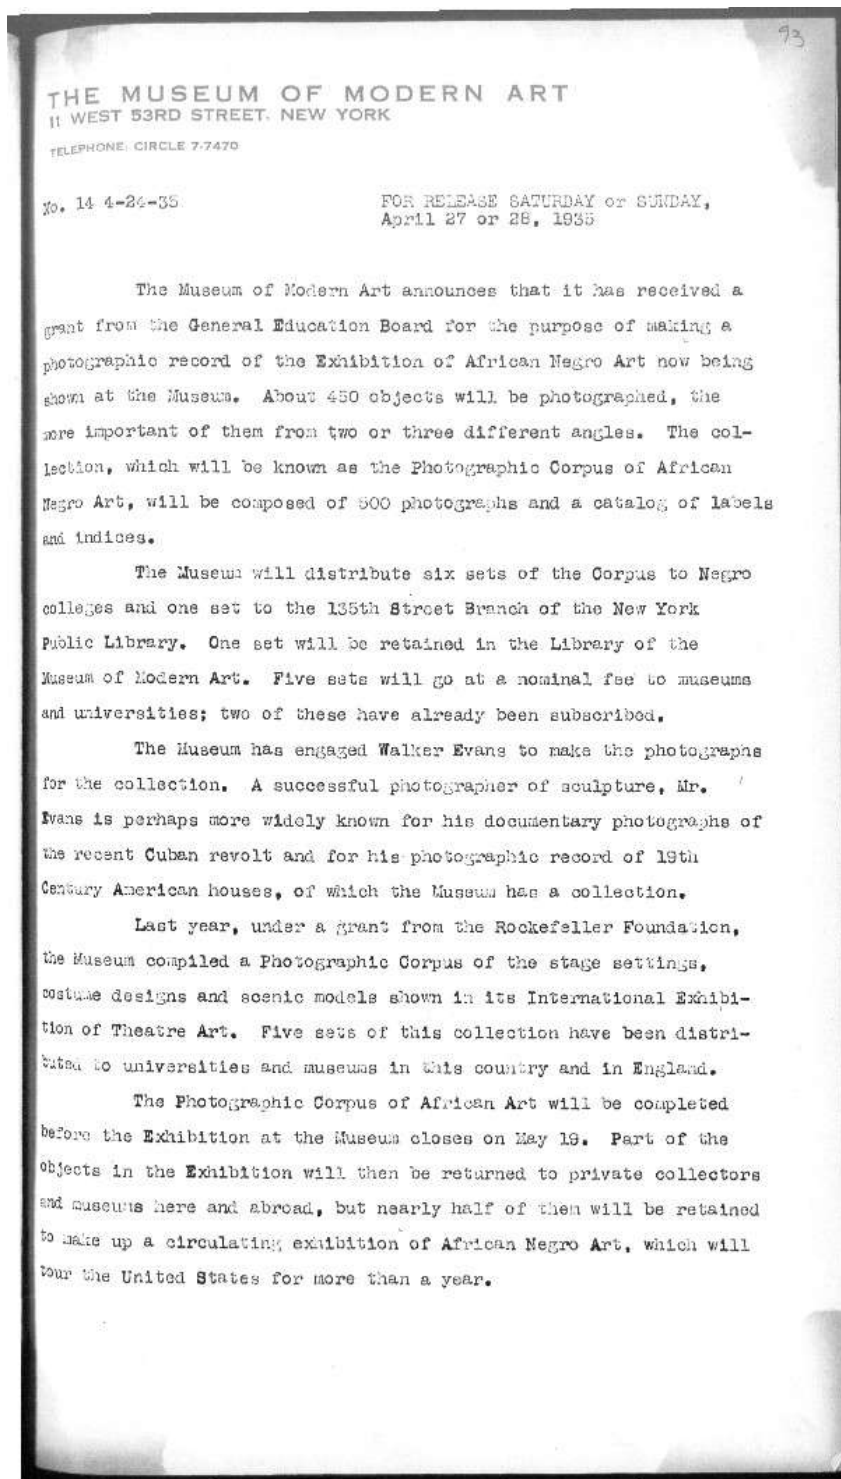 93
THE MUSEUM OF MODERN ART
11 WEST 53RD STREET, NEW YORK
TELEPHONE: CIRCLE 7-7470
No. 14 4-24-35
FOR RELEASE SATURDAY or SUNDAY,
April 27 or 28, 1935
The Museum of Modern Art announces that it has received a
grant from the General Education Board for the purpose of making a
photographic record of the Exhibition of African Negro Art now being
shown at the Museum. About 450 objects will be photographed, the
more important of them from two or three different angles. The col-
lection, which will be known as the Photographic Corpus of African
Negro Art, will be composed of 500 photographs and a catalog of labels
and indices.
The Museum will distribute six sets of the Corpus to Negro
colleges and one set to the 135th Street Branch of the New York
Public Library. One set will be retained in the Library of the
Museum of Modern Art. Five sets will go at a nominal fee to museums
and universities; two of these have already been subscribed.
The Museum has engaged Walker Evans to make the photographs
for the collection. A successful photographer of sculpture, Mr.
Evans is perhaps more widely known for his documentary photographs of
the recent Cuban revolt and for his photographic record of 19th
Century American houses, of which the Museum has a collection.
Last year, under a grant from the Rockefeller Foundation,
the Museum compiled a Photographic Corpus of the stage settings,
costume designs and scenic models shown in its International Exhibi-
tion of Theatre Art. Five sets of this collection have been distri-
buted to universities and museums in this country and in England.
The Photographic Corpus of African Art will be completed
before the Exhibition at the Museum closes on May 19. Part of the
objects in the Exhibition will then be returned to private collectors
and museums here and abroad, but nearly half of them will be retained
to make up a circulating exhibition of African Negro Art, which will
tour the United States for more than a year.